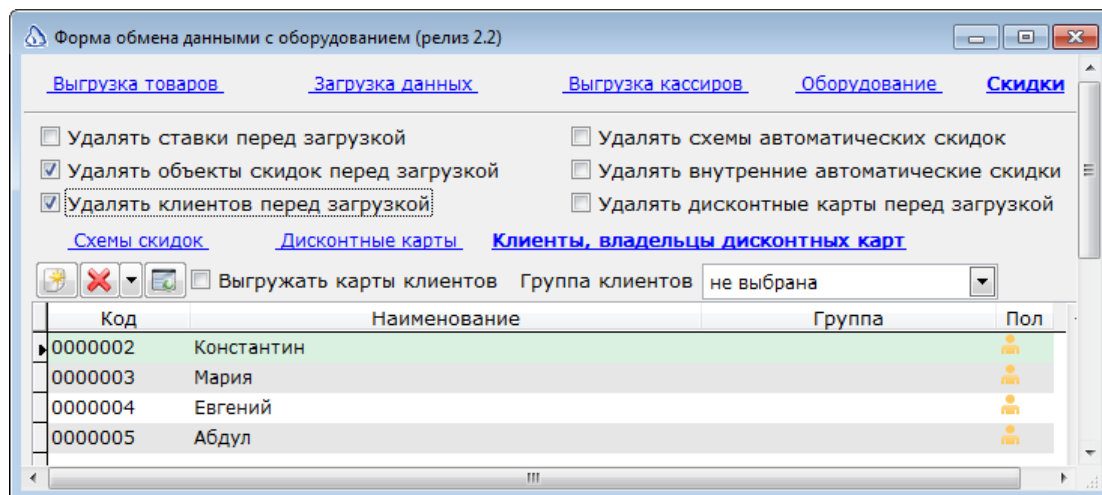 Форма обмена данными с оборудованием (релиз 2.2)
Выгрузка товаров Загрузка данных Выгрузка кассиров Оборудование Скидки
Удалять ставки перед загрузкой Удалять схемы автоматических скидок
Удалять объекты скидок перед загрузкой Удалять внутренние автоматические скидки
Удалять клиентов перед загрузкой Удалять дисконтные карты перед загрузкой
Схемы скидок Дисконтные карты Клиенты, владельцы дисконтных карт
Выгружать карты клиентов Группа клиентов не выбрана
Код Наименование Группа Пол
0000002 Константин
0000003 Мария
0000004 Евгений
0000005 Абдул